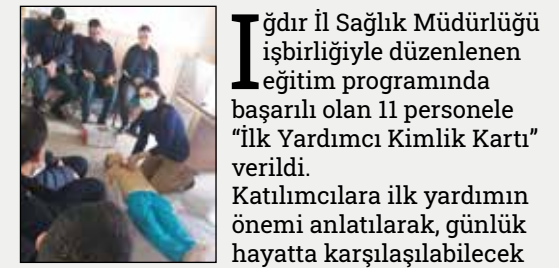 Iğdır İl Sağlık Müdürlüğü
işbirliğiyle düzenlenen
eğitim programında
başarılı olan 11 personele
“İlk Yardımcı Kimlik Kartı”
verildi.
Katılımcılara ilk yardımın
önemi anlatılarak, günlük
hayatta karşılaşılabilecek